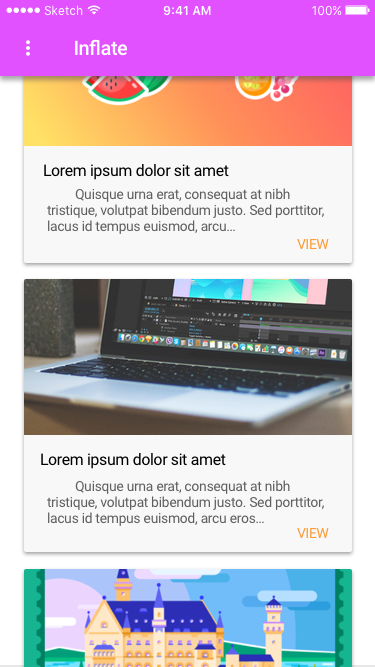 Sketch 9:41 AM 100%
Inflate
Lorem ipsum dolor sit amet
Quisque urna erat, consequat at nibh
tristique, volutpat bibendum justo. Sed porttitor,
lacus id tempus euismod, arcu...
VIEW
Lorem ipsum dolor sit amet
Quisque urna erat, consequat at nibh
tristique, volutpat bibendum justo. Sed porttitor,
lacus id tempus euismod, arcu eros...
VIEW